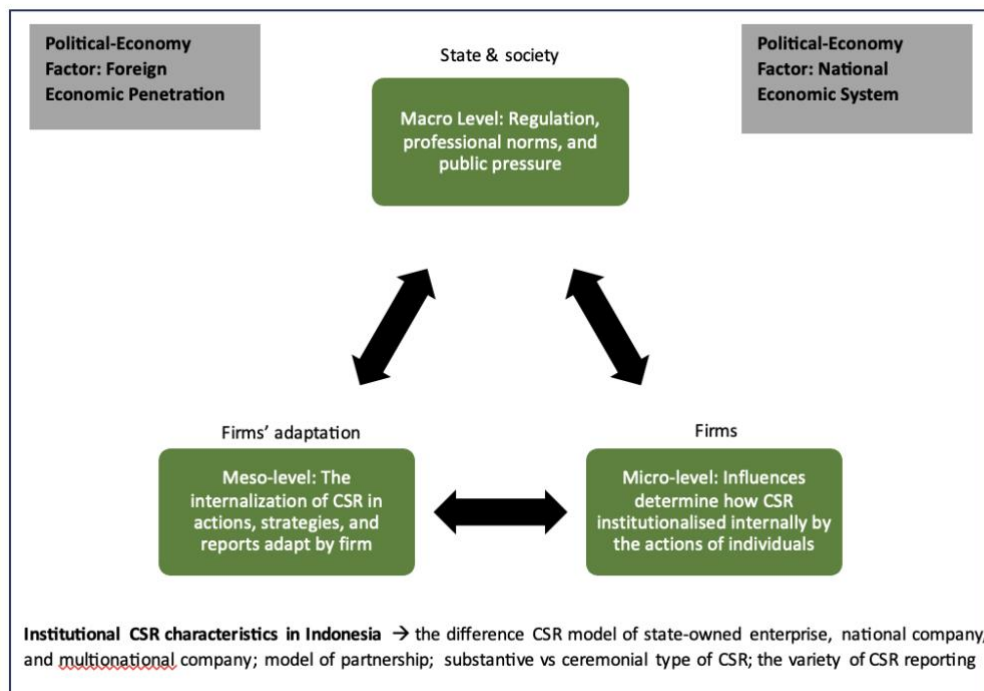 Political-Economy
Factor: Foreign
Economic Penetration
State & society
Political-Economy
Factor: National
Economic System
Macro Level: Regulation,
professional norms, and
public pressure
Firms' adaptation
Meso-level: The
internalization of CSR in
actions, strategies, and
reports adapt by firm
Firms
Micro-level: Influences
determine how CSR
institutionalised internally by
the actions of individuals
Institutional CSR characteristics in Indonesia → the difference CSR model of state-owned enterprise, national company,
and multinational company; model of partnership; substantive vs ceremonial type of CSR; the variety of CSR reporting